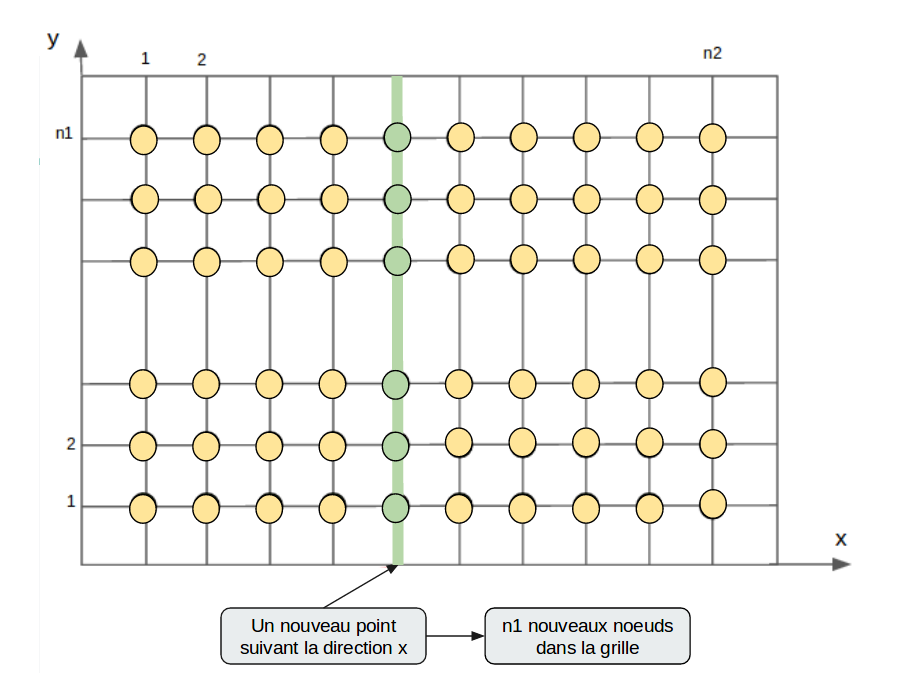 y
1
2
n2
n1
2
1
x
Un nouveau point
suivant la direction x
n1 nouveaux noeuds
dans la grille